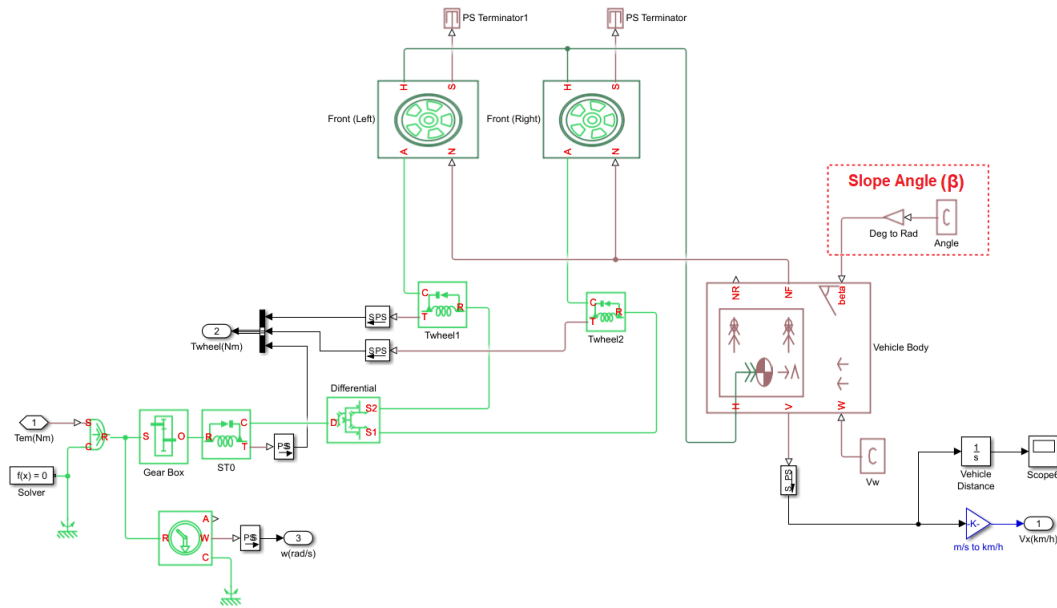 PS Terminator1
PS Terminator
H
S
H
S
Front (Left)
Front (Right)
A
N
A
N
Slope Angle (β)
C
Deg to Rad
Angle
NR
NF
beta
C
R
T
Twheel1
C
R
T
Twheel2
SPS
SPS
2
Twheel(Nm)
Vehicle Body
H
V
W
Differential
D
S2
S1
1
Tem(Nm)
S
R
C
S
O
Gear Box
R
C
T
ST0
PS S
f(x) = 0
Solver
R
A
W
C
PS S
3
w(rad/s)
S PS
C
Vw
1
s
Vehicle
Distance
Scope6
-K-
m/s to km/h
1
Vx(km/h)